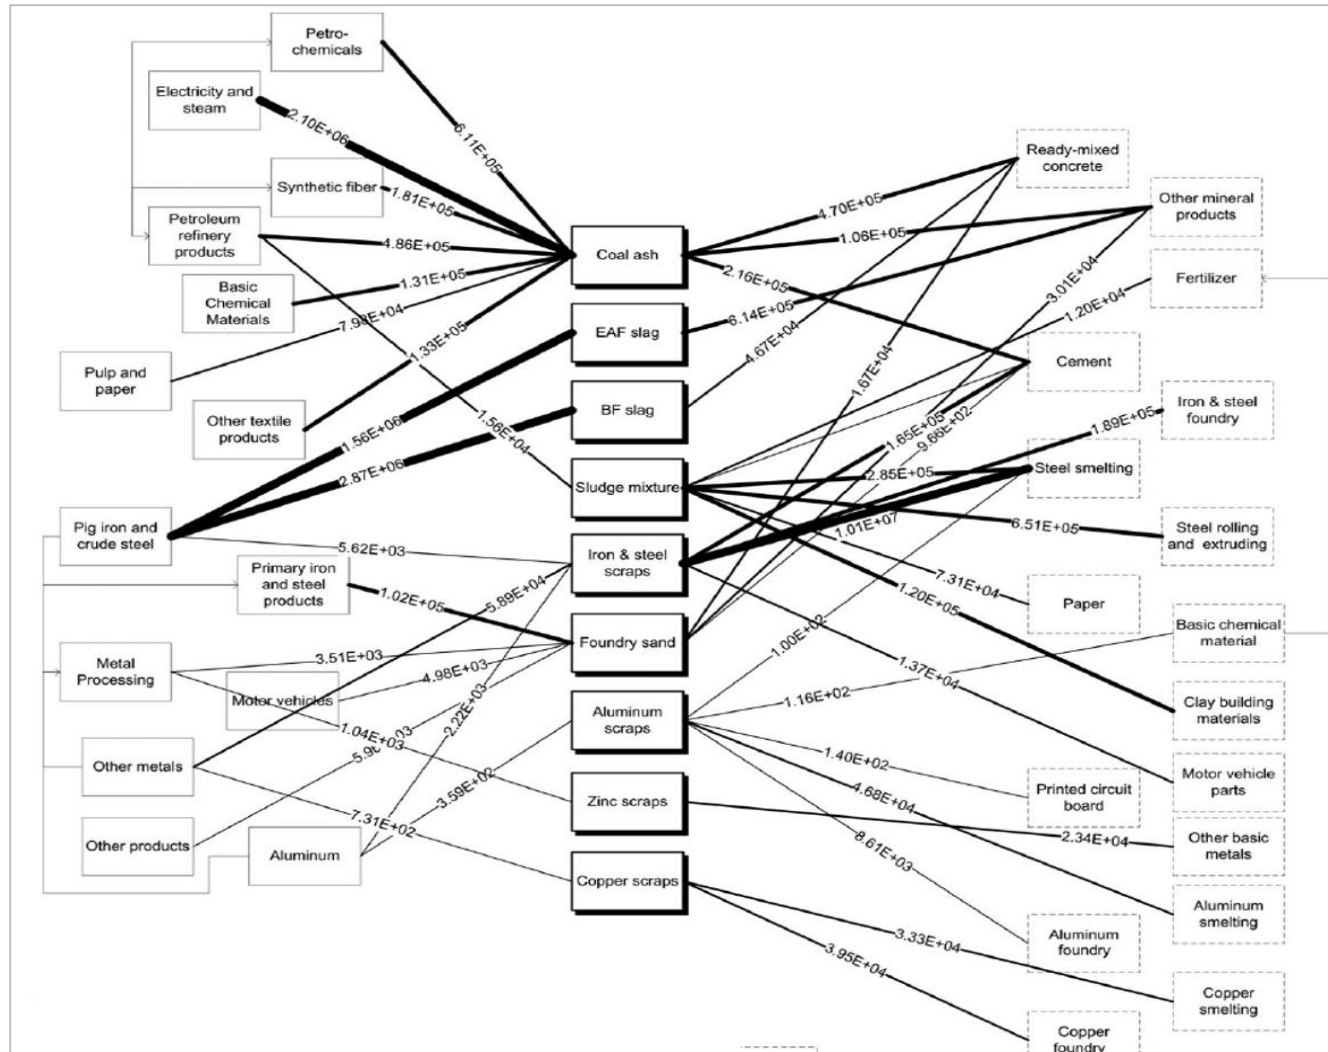 Petro-
chemicals
Electricity and
steam
2.10E+06
6.11E+05
Synthetic fiber
1.81E+05
Petroleum
refinery
products
4.86E+05
Basic
Chemical
Materials
1.31E+05
7.98E+04
Pulp and
paper
1.33E+05
Other textile
products
1.56E+06
1.56E+04
2.87E+06
Pig iron and
crude steel
5.62E+03
Primary iron
and steel
products
5.89E+04
1.02E+05
Metal
Processing
3.51E+03
4.98E+03
Motor vehicles
2.22E+03
1.04E+03
Other metals
3.59E+02
7.31E+02
Other products
Aluminum
Coal ash
EAF slag
BF slag
Sludge mixture
Iron & steel
scraps
Foundry sand
Aluminum
scraps
Zinc scraps
Copper scraps
Ready-mixed
concrete
4.70E+05
Other mineral
products
1.06E+05
2.16E+05
3.01E+04
Fertilizer
1.20E+04
6.14E+05
4.67E+04
1.67E+04
Cement
Iron & steel
foundry
1.89E+05
1.65E+05
9.66E+02
Steel smelting
2.85E+05
1.01E+07
6.51E+05
Steel rolling
and extruding
7.31E+04
1.20E+05
Paper
1.00E+02
Basic chemical
material
1.37E+04
1.16E+02
Clay building
materials
1.40E+02
Motor vehicle
parts
4.68E+04
Printed circuit
board
8.61E+03
2.34E+04
Other basic
metals
Aluminum
smelting
3.33E+04
Aluminum
foundry
3.95E+04
Copper
smelting
Copper
foundry